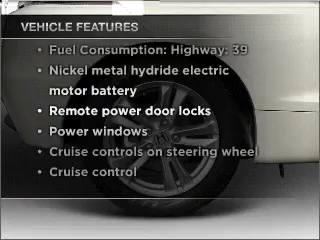 VEHICLE FEATURES
• Fuel Consumption: Highway: 39
• Nickel metal hydride electric
motor battery
• Remote power door locks
• Power windows
• Cruise controls on steering wheel
• Cruise control